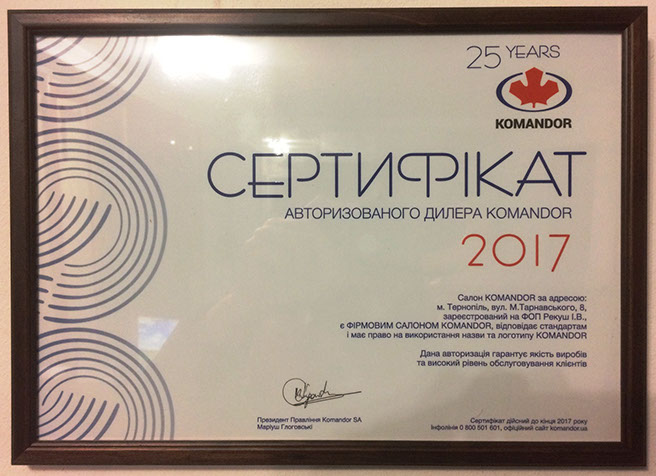 25 YEARS
KOMANDOR
СЕРТИФІКАТ
АВТОРИЗОВАНОГО ДИЛЕРА KOMANDOR
2017
Салон KOMANDOR за адресою:
м. Тернопіль, вул. М.Тарнавського, 8,
зареєстрований на ФОП Рекуш І.В.,
є ФІРМОВИМ САЛОНОМ KOMANDOR, відповідає стандартам
і має право на використання назви та логотипу KOMANDOR
Дана авторизація гарантує якість виробів
та високий рівень обслуговування клієнтів
Президент Правління Komandor SA
Маріуш Глоговські
Сертифікат дійсний до кінця 2017 року
Інфолінія 0 800 501 601, офіційний сайт komandor.ua